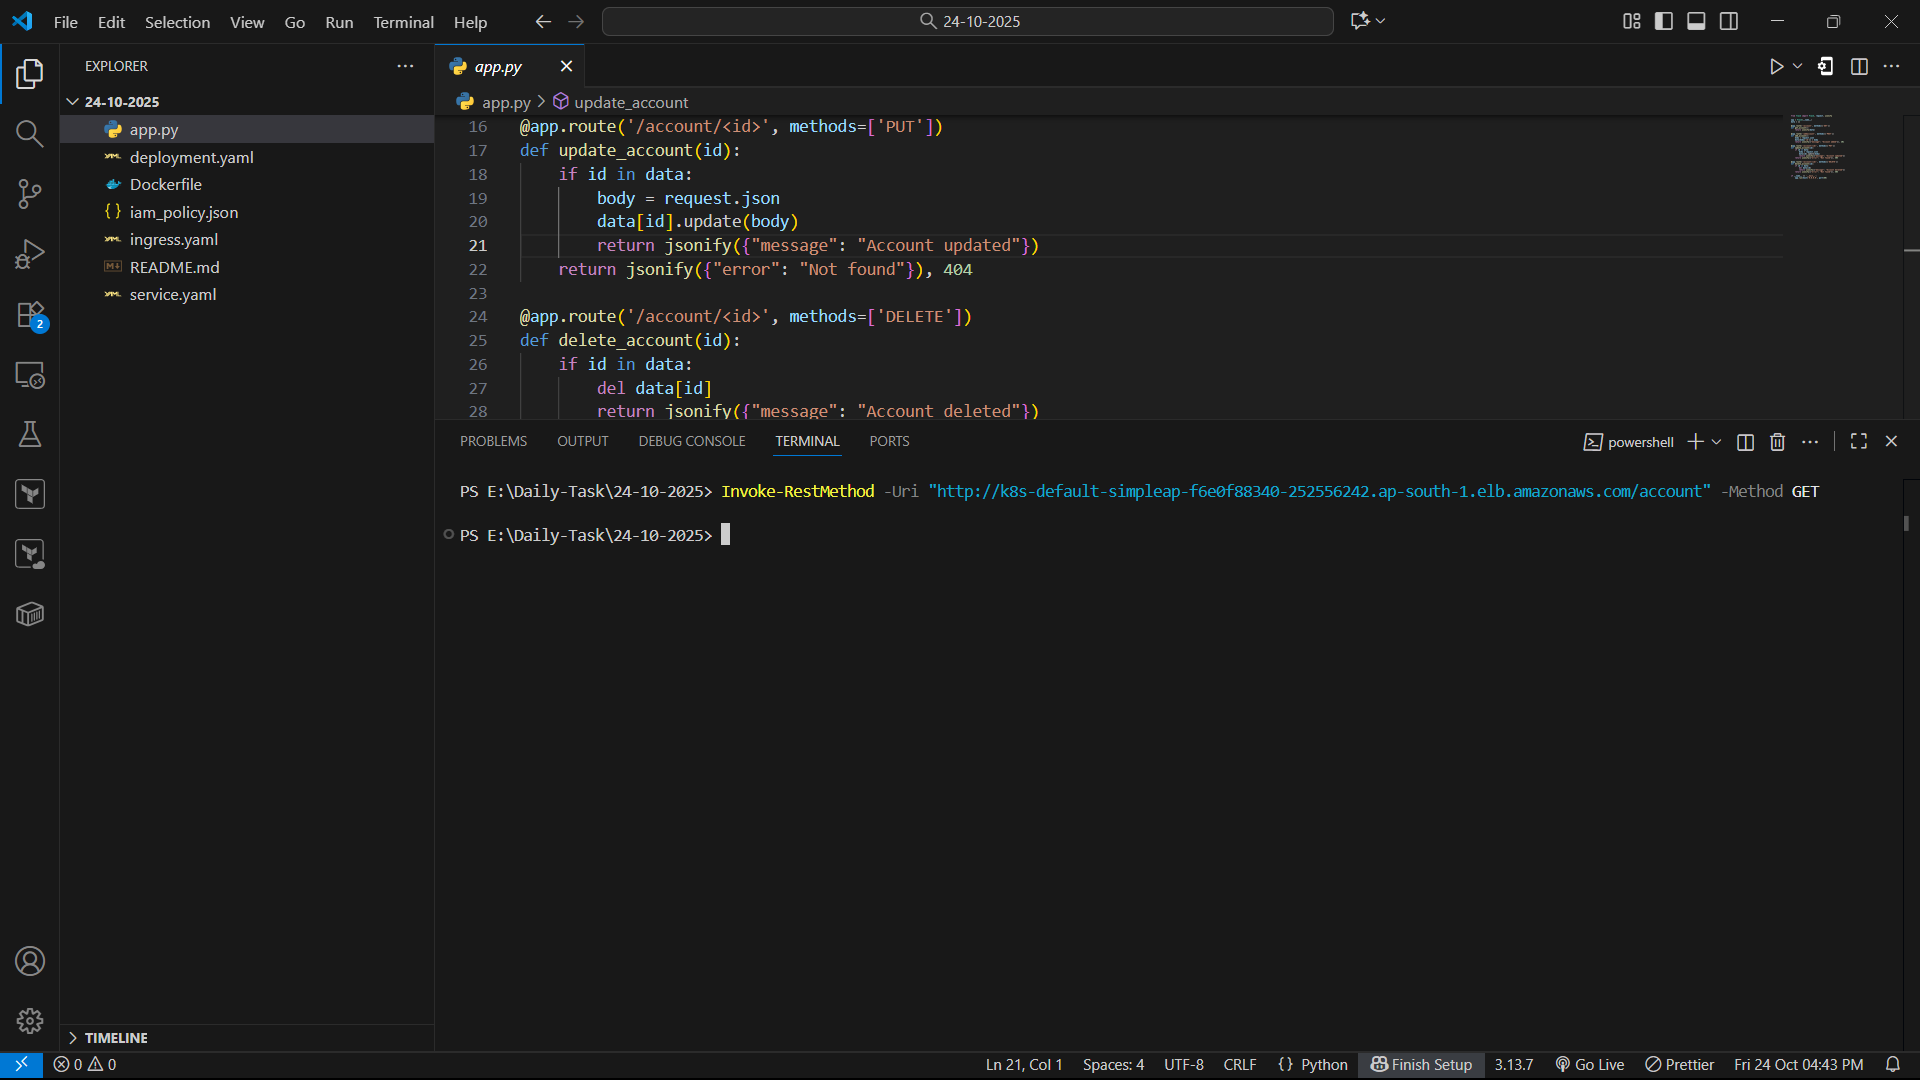 File Edit Selection View Go Run Terminal Help
24-10-2025
EXPLORER
24-10-2025
app.py
deployment.yaml
Dockerfile
iam_policy.json
ingress.yaml
README.md
service.yaml
TIMELINE
2
app.py
app.py > update_account
16 @app.route('/account/<id>', methods=['PUT'])
17 def update_account(id):
18 if id in data:
19 body = request.json
20 data[id].update(body)
21 return jsonify({"message": "Account updated"})
22 return jsonify({"error": "Not found"}), 404
23
24 @app.route('/account/<id>', methods=['DELETE'])
25 def delete_account(id):
26 if id in data:
27 del data[id]
28 return jsonify({"message": "Account deleted"})
PROBLEMS OUTPUT DEBUG CONSOLE TERMINAL PORTS
powershell
PS E:\Daily-Task\24-10-2025> Invoke-RestMethod -Uri "http://k8s-default-simpleap-f6e0f88340-252556242.ap-south-1.elb.amazonaws.com/account" -Method GET
PS E:\Daily-Task\24-10-2025>
0 0 Ln 21, Col 1 Spaces: 4 UTF-8 CRLF {} Python Finish Setup 3.13.7 Go Live Prettier Fri 24 Oct 04:43 PM